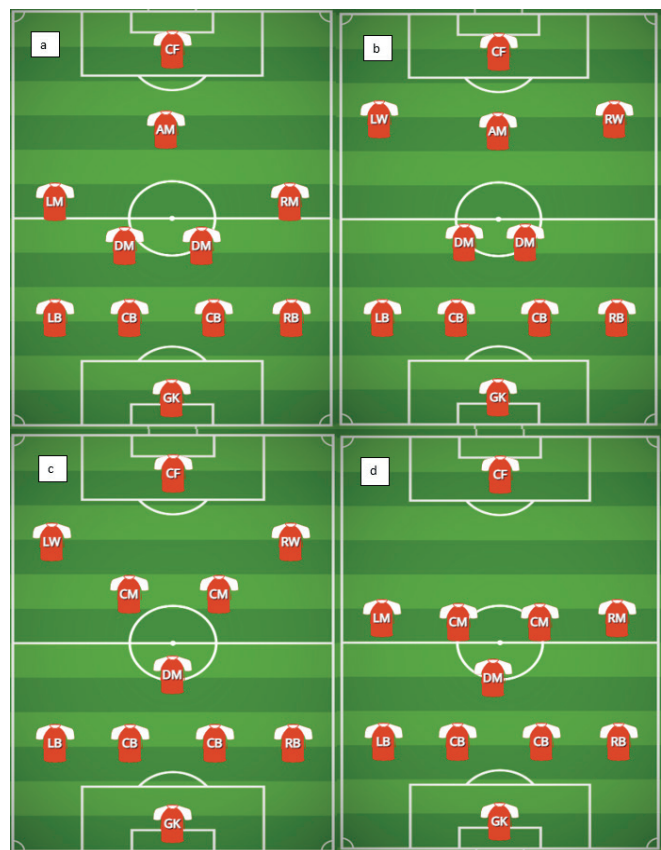 a
CF
AM
LM RM
DM DM
LB CB CB RB
GK
b
CF
LW AM RW
DM DM
LB CB CB RB
GK
c
CF
LW RW
CM CM
DM
LB CB CB RB
GK
d
CF
LM CM CM RM
DM
LB CB CB RB
GK